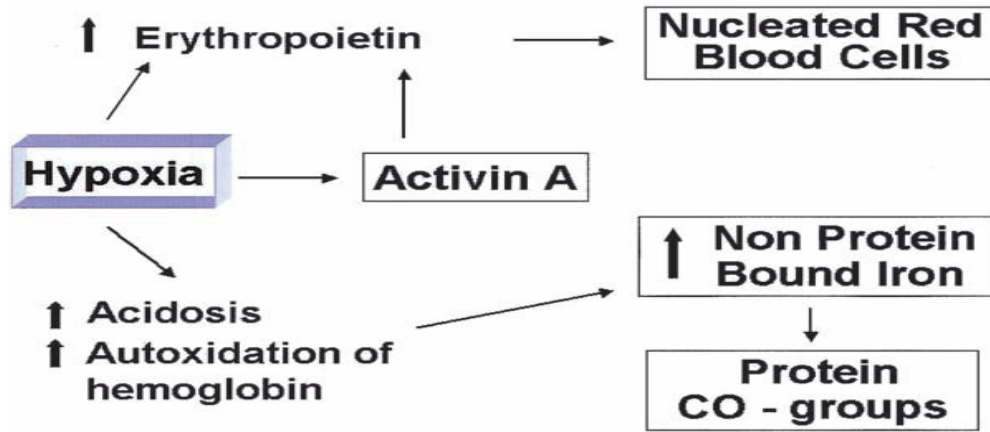 Erythropoietin
Nucleated Red
Blood Cells
Hypoxia
Activin A
Non Protein
Bound Iron
Acidosis
Autoxidation of
hemoglobin
Protein
CO - groups